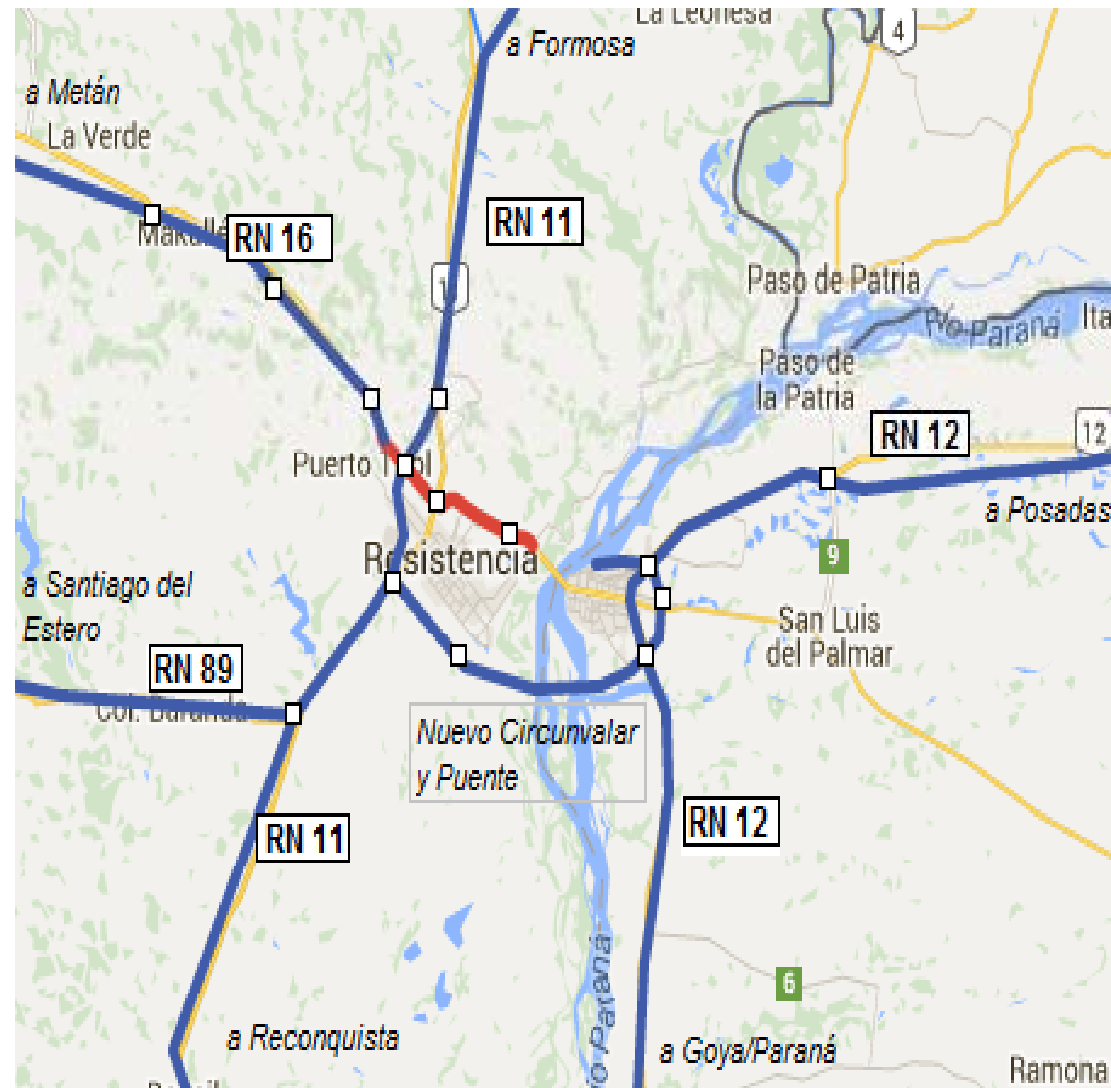 La Leonesa
4
a Formosa
a Metán
La Verde
RN 11
RN 16
Paso de Patria
Río Paraná
Paso de
la Patria
RN 12
12
Puerto
a Posadas
Resistencia
9
a Santiago del
Estero
San Luis
del Palmar
RN 89
Nuevo Circunvalar
y Puente
RN 12
RN 11
6
a Reconquista
a Goya/Paraná
Ramona